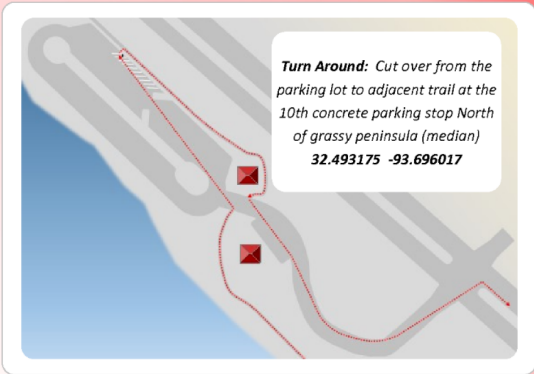 Turn Around: Cut over from the
parking lot to adjacent trail at the
10th concrete parking stop North
of grassy peninsula (median)
32.493175 -93.696017